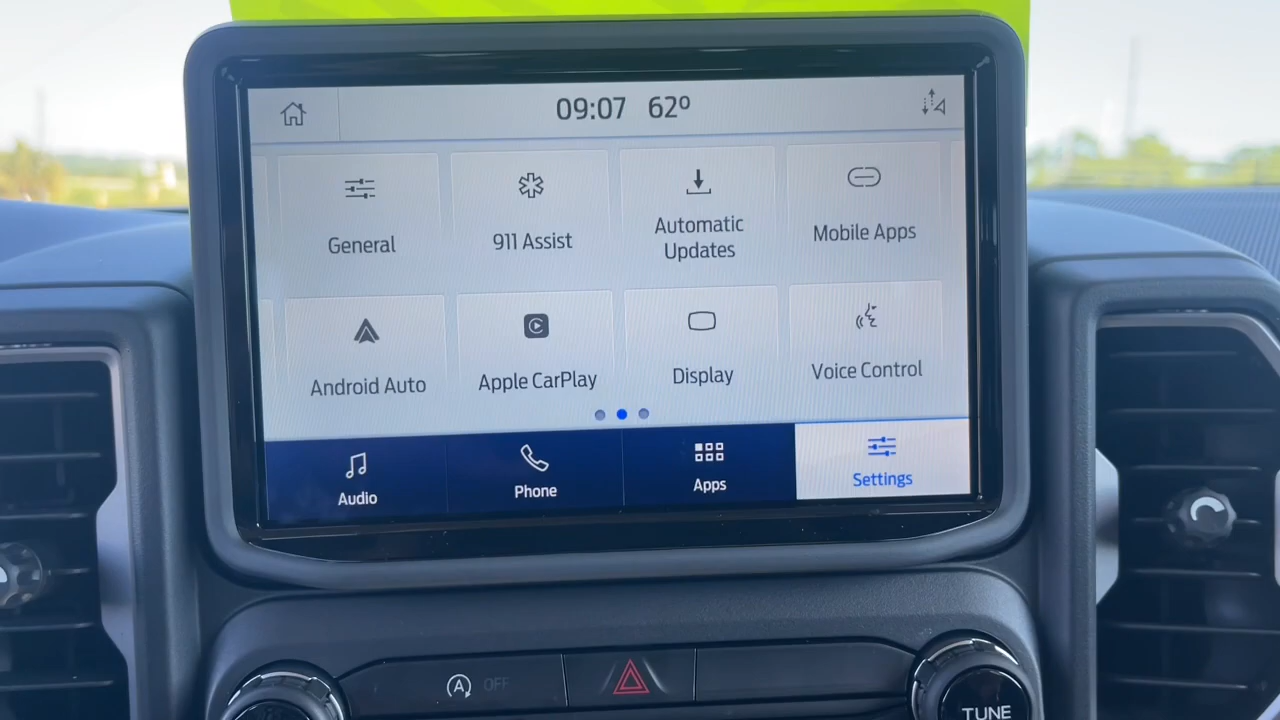 09:07 62º
General
911 Assist
Automatic
Updates
Mobile Apps
Android Auto
Apple CarPlay
Display
Voice Control
Audio
Phone
Apps
Settings
A OFF
TUNE